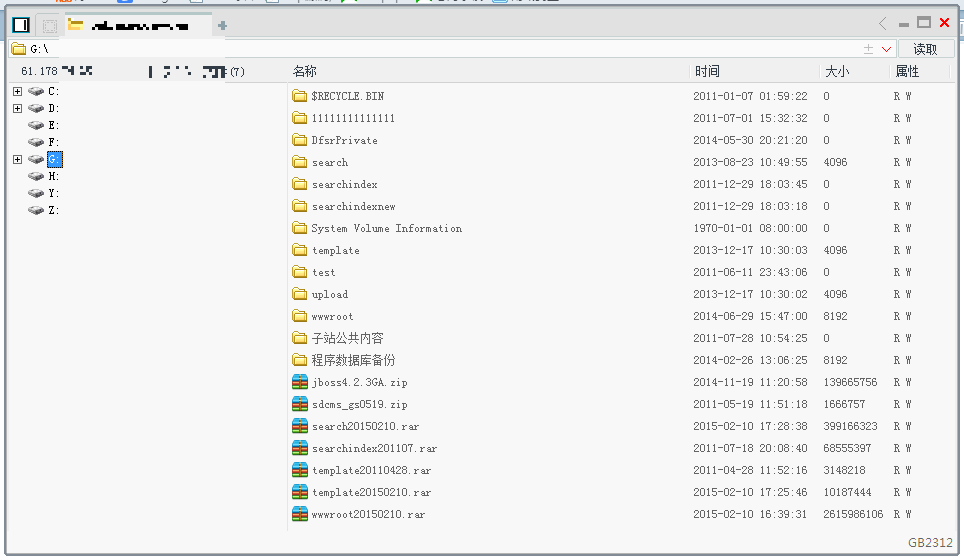 G:\
读取
61.178
(7)
名称 时间 大小 属性
C:
D:
E:
F:
G:
H:
Y:
Z:
$RECYCLE.BIN 2011-01-07 01:59:22 0 R W
11111111111111 2011-07-01 15:32:32 0 R W
DfsrPrivate 2014-05-30 20:21:20 0 R W
search 2013-08-23 10:49:55 4096 R W
searchindex 2011-12-29 18:03:45 0 R W
searchindexnew 2011-12-29 18:03:18 0 R W
System Volume Information 1970-01-01 08:00:00 0 R W
template 2013-12-17 10:30:03 4096 R W
test 2011-06-11 23:43:06 0 R W
upload 2013-12-17 10:30:02 4096 R W
wwwroot 2014-06-29 15:47:00 8192 R W
子站公共内容 2011-07-28 10:54:25 0 R W
程序数据库备份 2014-02-26 13:06:25 8192 R W
jboss4.2.3GA.zip 2014-11-19 11:20:58 139665756 R W
sdcms_gs0519.zip 2011-05-19 11:51:18 1666757 R W
search20150210.rar 2015-02-10 17:28:38 399166323 R W
searchindex201107.rar 2011-07-18 20:08:40 68555397 R W
template20110428.rar 2011-04-28 11:52:16 3148218 R W
template20150210.rar 2015-02-10 17:25:46 10187444 R W
wwwroot20150210.rar 2015-02-10 16:39:31 2615986106 R W
GB2312